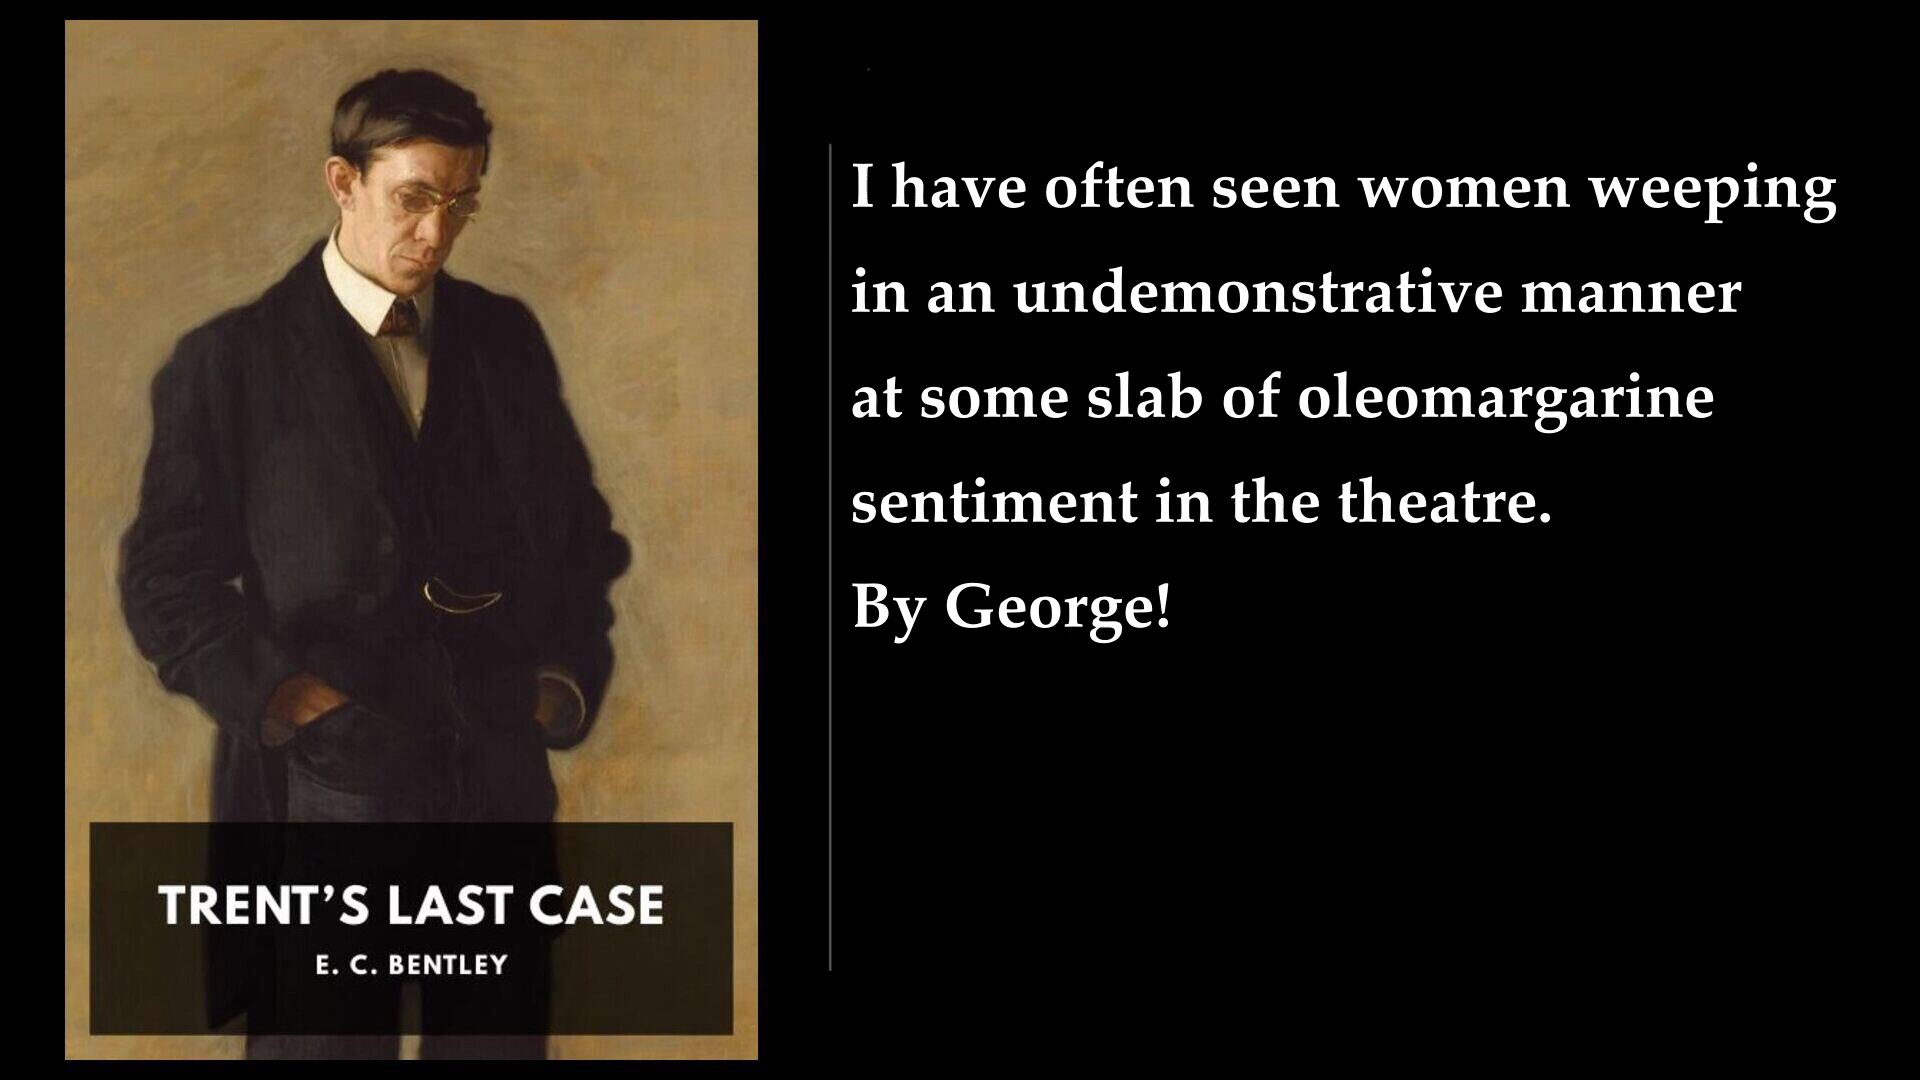 I have often seen women weeping
in an undemonstrative manner
at some slab of oleomargarine
sentiment in the theatre.
By George!
TRENT’S LAST CASE
E. C. BENTLEY